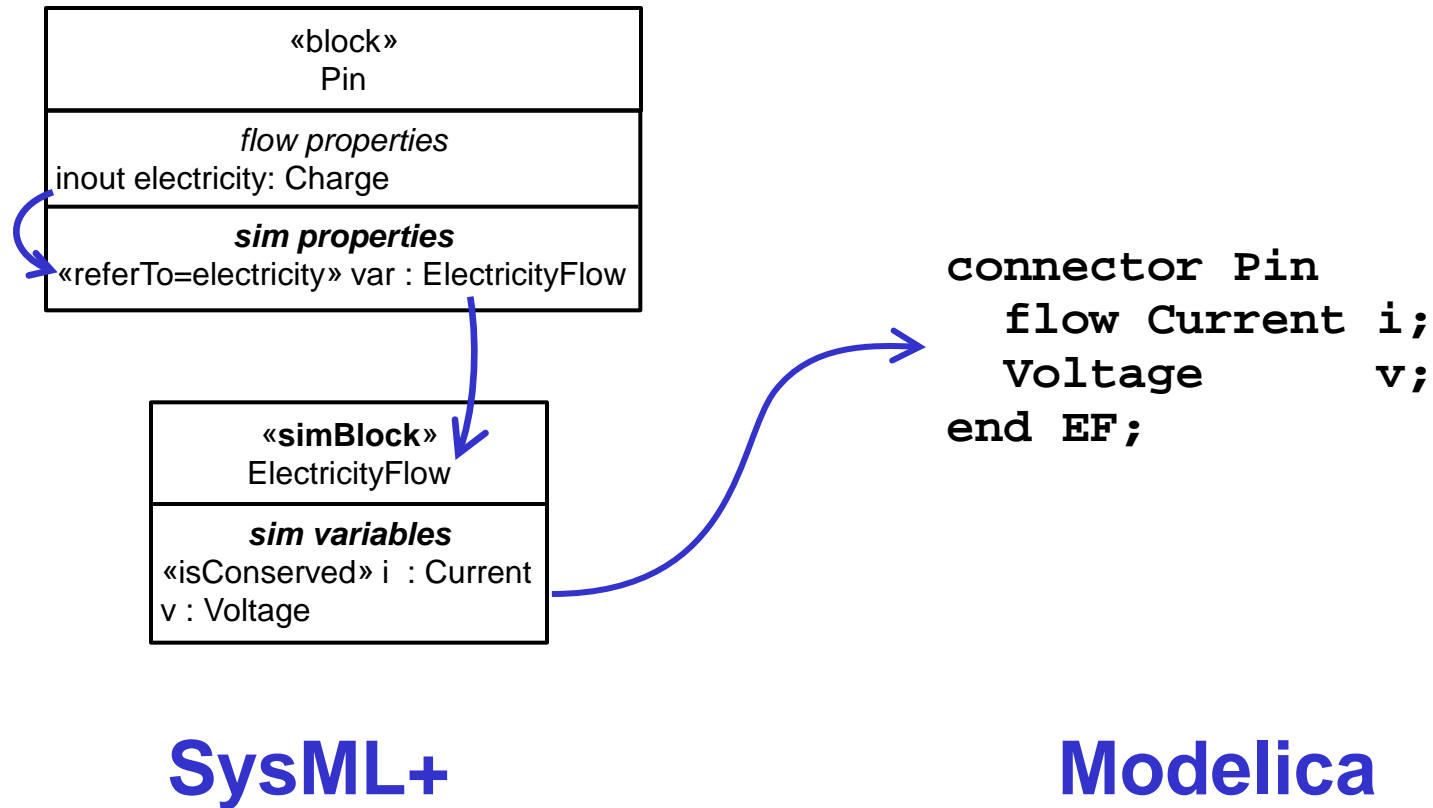 «block»
Pin
flow properties
inout electricity: Charge
sim properties
«referTo=electricity» var : ElectricityFlow
«simBlock»
ElectricityFlow
sim variables
«isConserved» i : Current
v : Voltage
connector Pin
flow Current i;
Voltage v;
end EF;
SysML+
Modelica